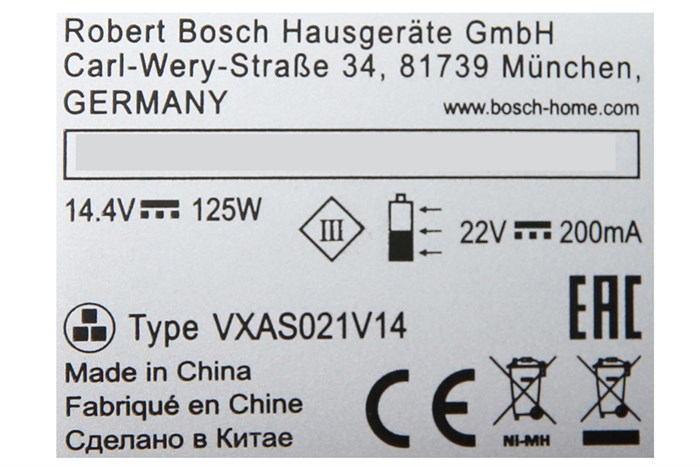 Robert Bosch Hausgeräte GmbH
Carl-Wery-Straße 34, 81739 München,
GERMANY www.bosch-home.com
14.4V⎓ 125W
III
22V⎓ 200mA
Type VXAS021V14
EAC
Made in China
Fabriqué en Chine
Сделано в Китае
CE
NI-MH